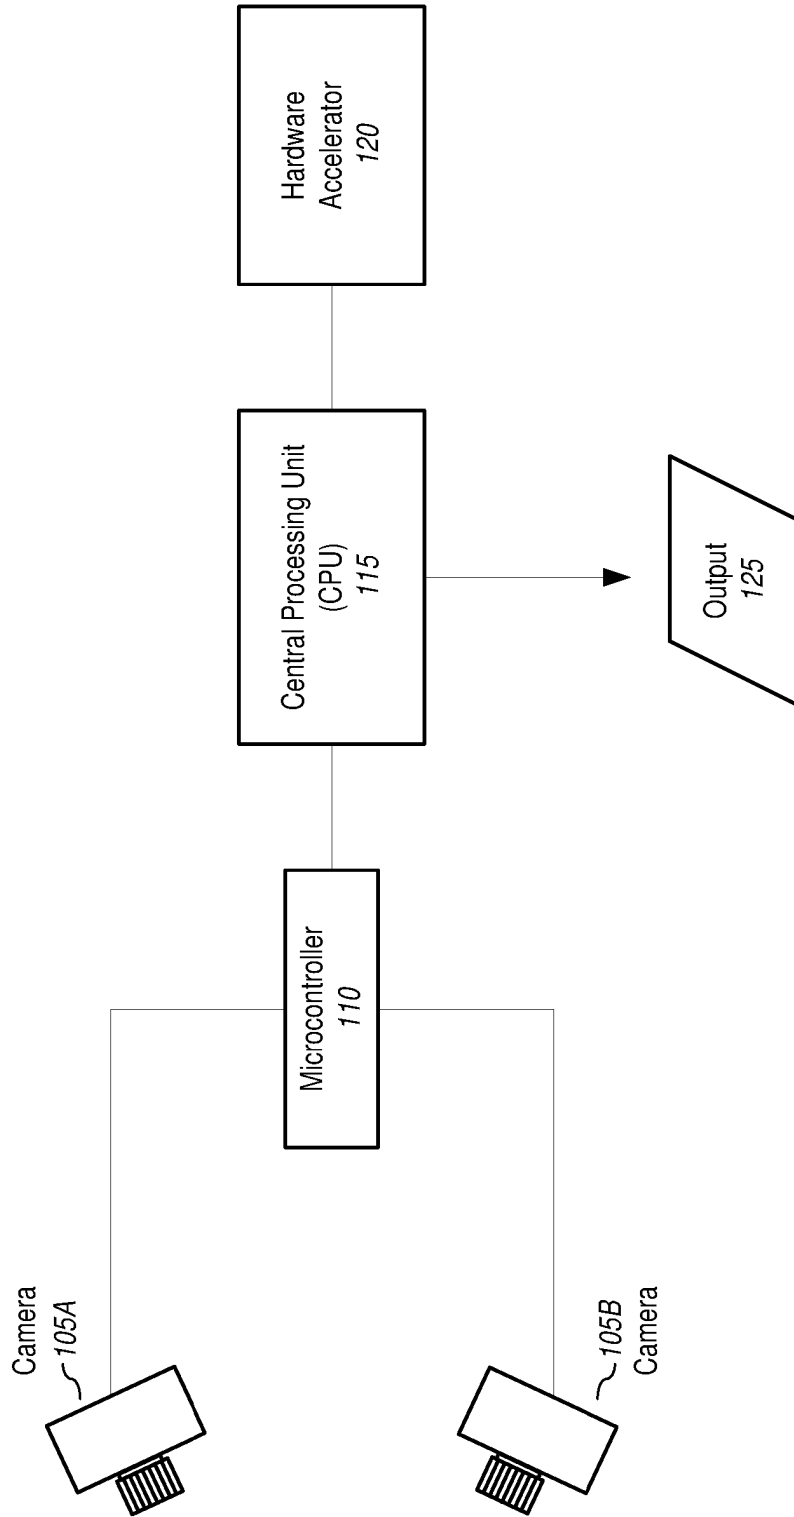 Camera
105A
105B
Camera
Microcontroller
110
Central Processing Unit
(CPU)
115
Hardware
Accelerator
120
Output
125